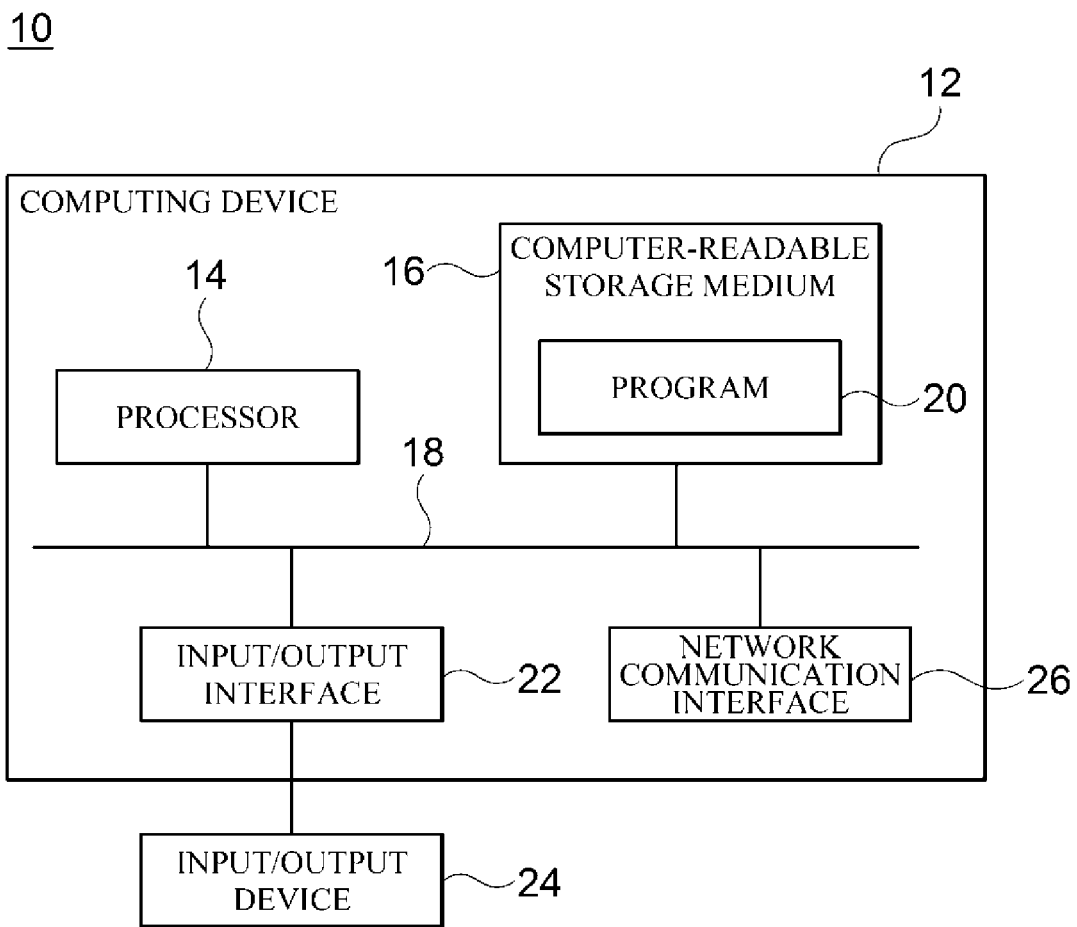 10
12
COMPUTING DEVICE
14
PROCESSOR
16
COMPUTER-READABLE
STORAGE MEDIUM
PROGRAM
20
18
INPUT/OUTPUT
INTERFACE
22
NETWORK
COMMUNICATION
INTERFACE
26
INPUT/OUTPUT
DEVICE
24